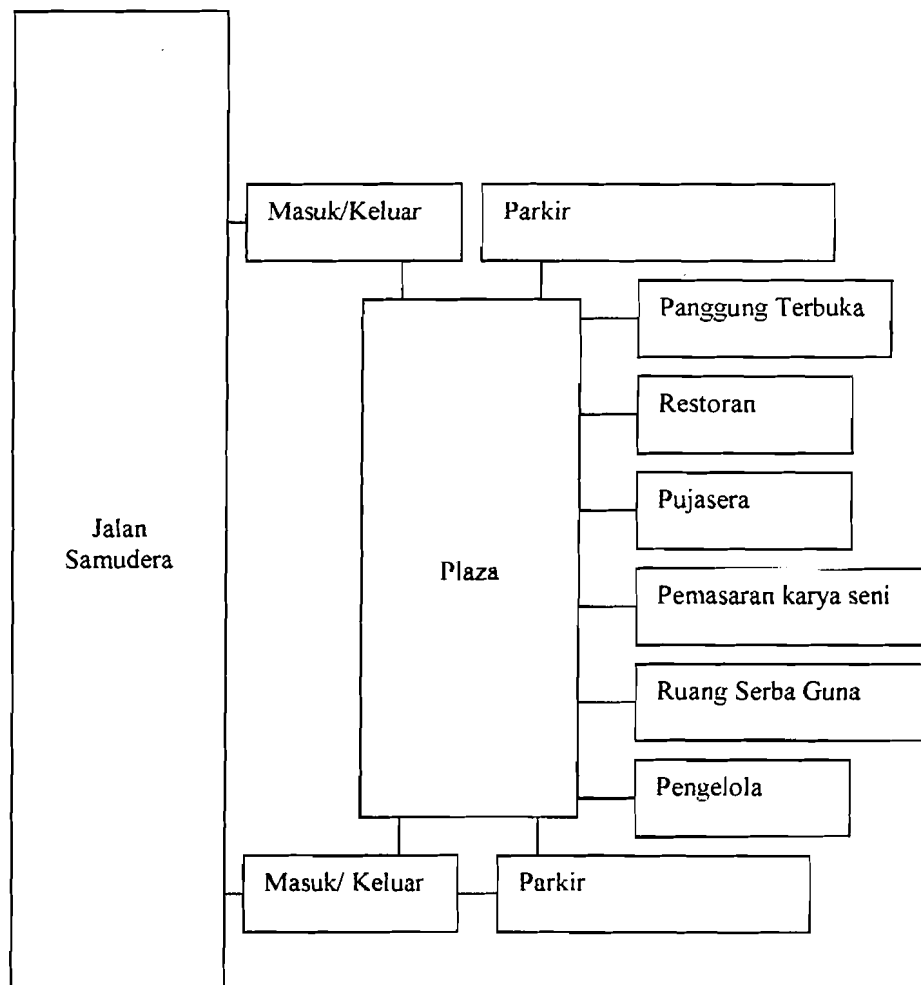 Masuk/Keluar
Parkir
Panggung Terbuka
Restoran
Pujasera
Jalan
Samudera
Plaza
Pemasaran karya seni
Ruang Serba Guna
Pengelola
Masuk/ Keluar
Parkir